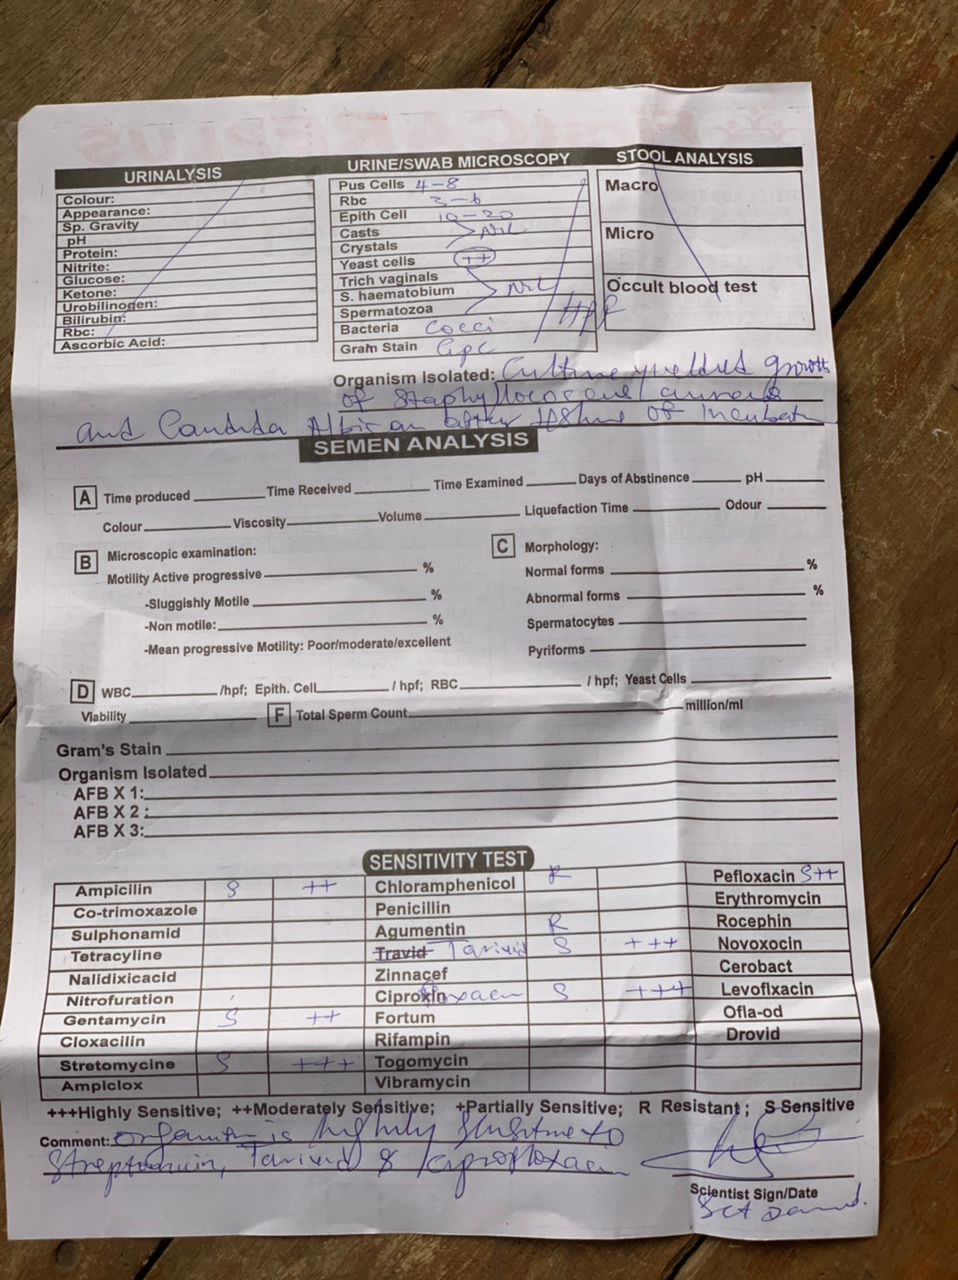 URINALYSIS
Colour:
Appearance:
Sp. Gravity
pH
Protein:
Nitrite:
Glucose:
Ketone:
Urobilinogen:
Bilirubin:
Rbc:
Ascorbic Acid:
URINE/SWAB MICROSCOPY
Pus Cells 4-8
Rbc 3-6
Epith Cell 10-20
Casts
Crystals Nil
Yeast cells ++
Trich vaginals
S. haematobium Nil
Spermatozoa
Bacteria Cocci
Gram Stain Gpc
Hpf
STOOL ANALYSIS
Macro
Micro
Occult blood test
Organism Isolated: Culture yielded growth
of
and Candida after 48hrs of
SEMEN ANALYSIS
A Time produced Time Received Time Examined Days of Abstinence pH
Colour Viscosity Volume Liquefaction Time Odour
B Microscopic examination:
Motility Active progressive %
-Sluggishly Motile %
-Non motile: %
-Mean progressive Motility: Poor/moderate/excellent
C Morphology:
Normal forms %
Abnormal forms %
Spermatocytes
Pyriforms
D WBC /hpf; Epith. Cell / hpf; RBC / hpf; Yeast Cells
Viability F Total Sperm Count million/ml
Gram's Stain
Organism Isolated
AFB X 1:
AFB X 2 :
AFB X 3:
SENSITIVITY TEST
Ampicilin S ++ Chloramphenicol R Pefloxacin S++
Co-trimoxazole Penicillin Erythromycin
Sulphonamid Agumentin R Rocephin
Tetracyline Travid Tarivid S +++ Novoxocin
Nalidixicacid Zinnacef Cerobact
Nitrofuration Ciproxin S +++ Levoflxacin
Gentamycin S ++ Fortum Ofla-od
Cloxacilin Rifampin Drovid
Stretomycine S +++ Togomycin
Ampiclox Vibramycin
+++Highly Sensitive; ++Moderately Sensitive; +Partially Sensitive; R Resistant ; S Sensitive
Comment: organism is highly sensitive to
Tarivid &
Scientist Sign/Date